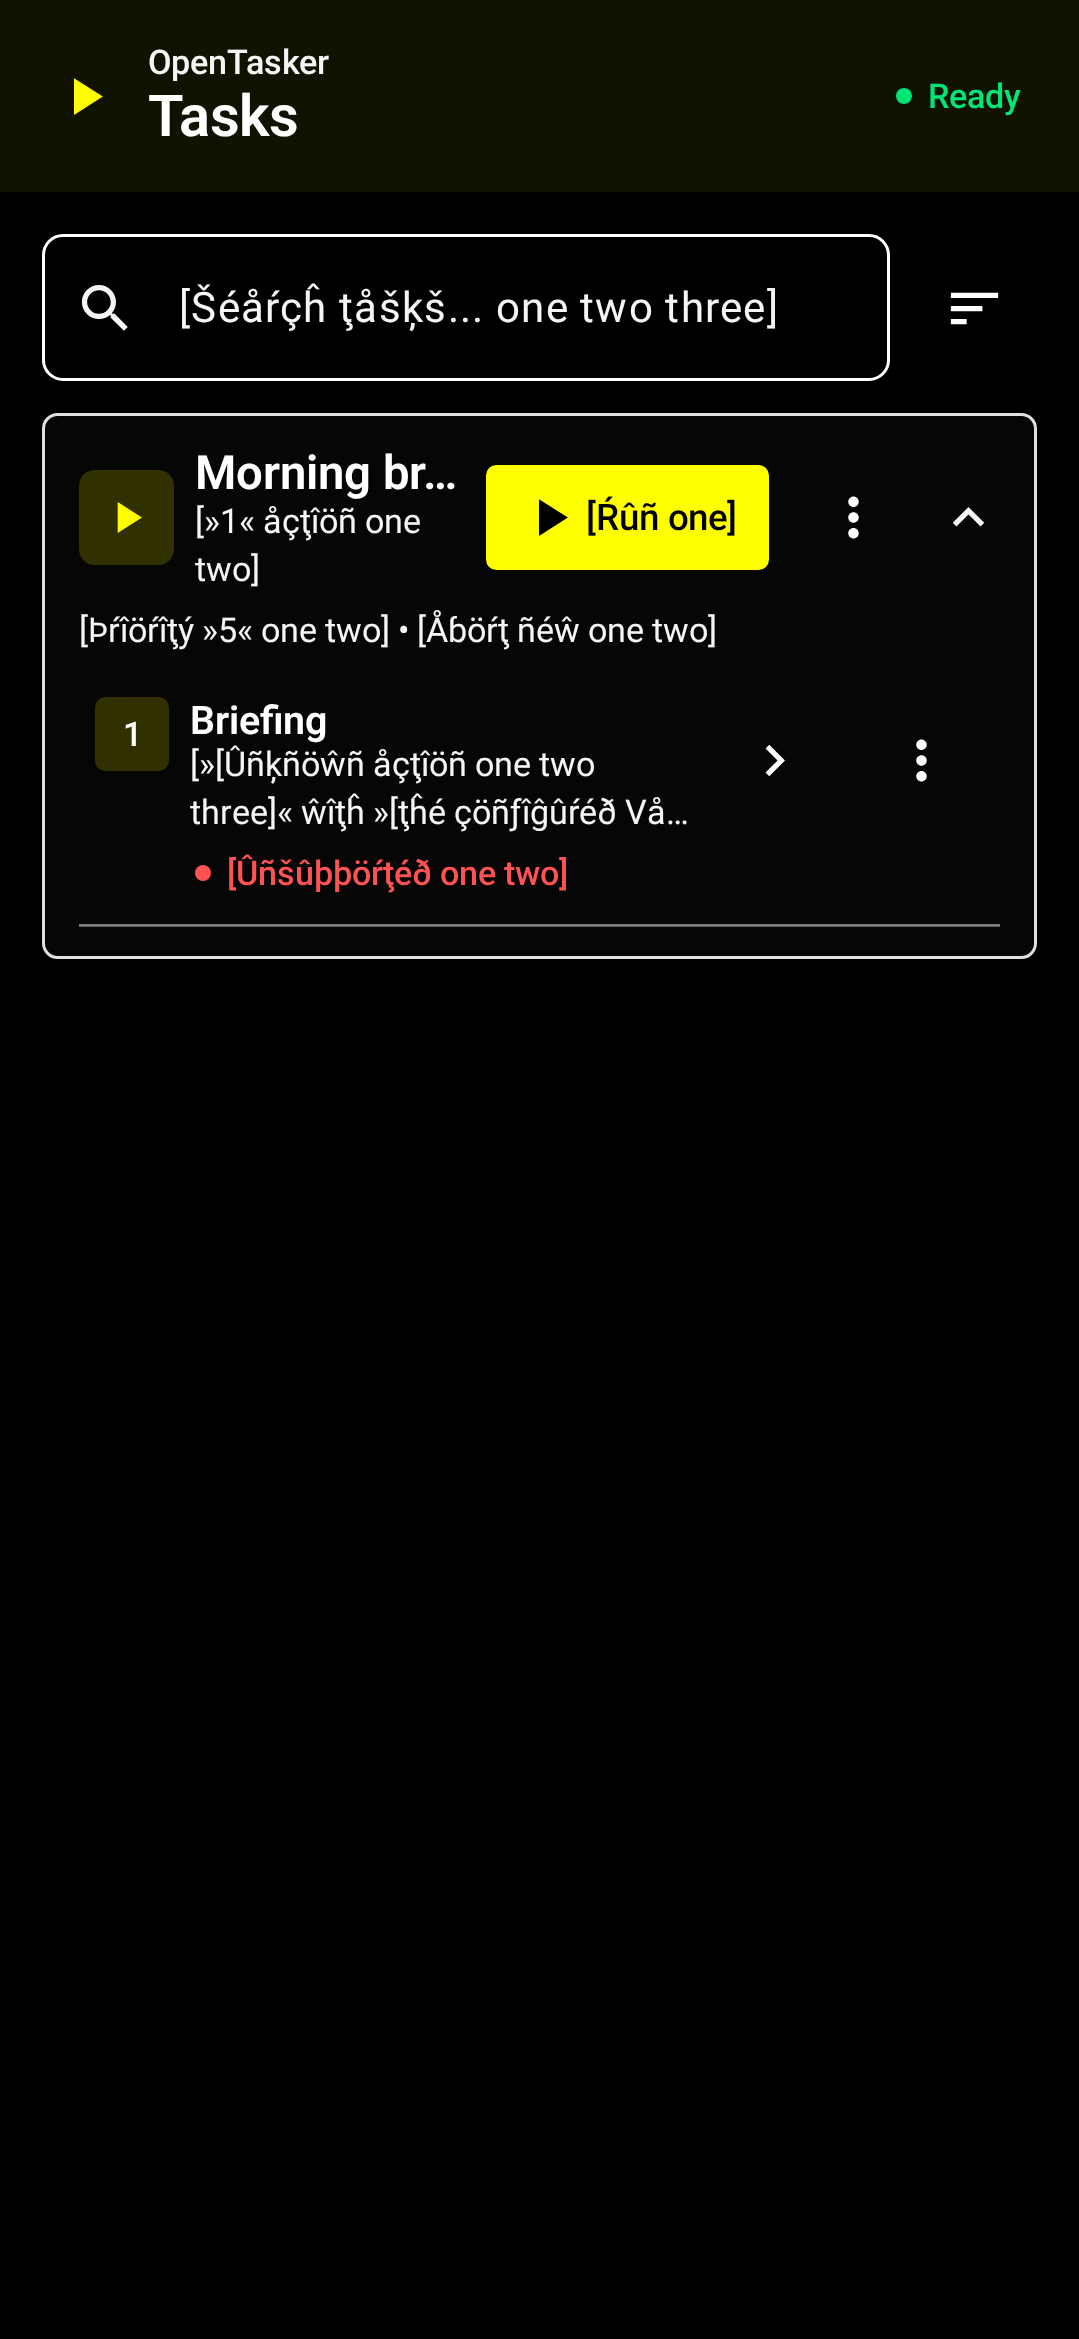 OpenTasker
Tasks
Ready
[Šéåŕçĥ ţåšķš... one two three]
Morning br...
[»1« åçţîöñ one
two]
[Ŕûñ one]
[Þŕîöŕîţý »5« one two] • [Åƀöŕţ ñéŵ one two]
1
Briefing
[»[Ûñķñöŵñ åçţîöñ one two
three]« ŵîţĥ »[ţĥé çöñƒîĝûŕéð Vå...
[Ûñšûþþöŕţéð one two]